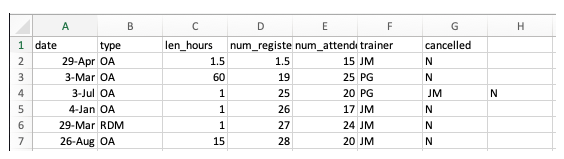 A B C D E F G H
1 date type len_hours num_registe num_attend trainer cancelled
2 29-Apr OA 1.5 1.5 15 JM N
3 3-Mar OA 60 19 25 PG N
4 3-Jul OA 1 25 20 PG JM N
5 4-Jan OA 1 26 17 JM N
6 29-Mar RDM 1 27 24 JM N
7 26-Aug OA 15 28 20 JM N